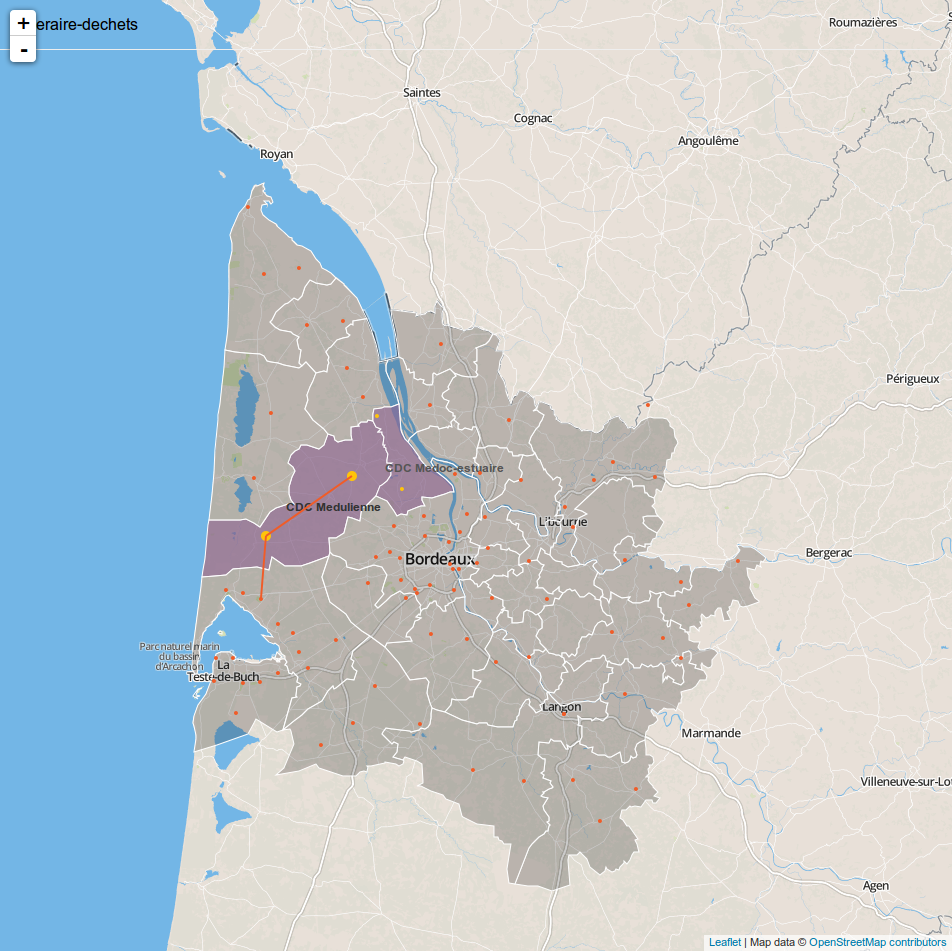 +
eraire-dechets
-
Roumazières
Saintes
Cognac
Angoulême
Royan
Périgueux
CDC Medoc-estuaire
CDC Medulienne
Libourne
Bordeaux
Bergerac
Parc naturel marin
du bassin
d'Arcachon
La
Teste-de-Buch
Langon
Marmande
Villeneuve-sur-Lo
Agen
Leaflet | Map data © OpenStreetMap contributors